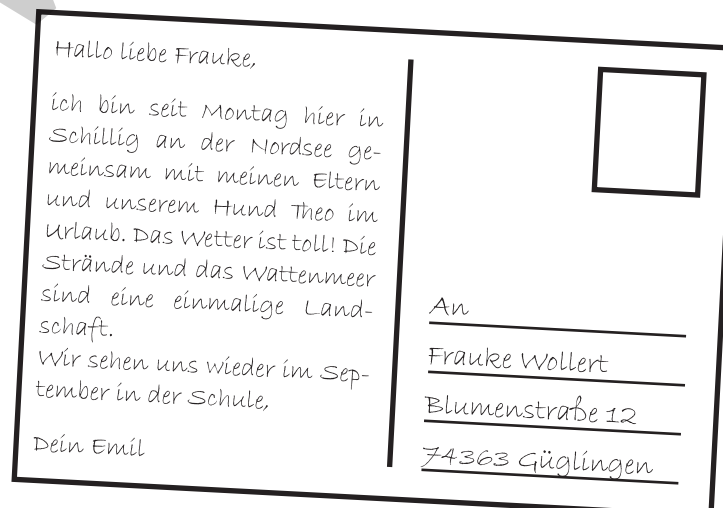 Hallo liebe Frauke,
ich bin seit Montag hier in
Schillig an der Nordsee ge-
meinsam mit meinen Eltern
und unserem Hund Theo im
Urlaub. Das Wetter ist toll! Die
Strände und das Wattenmeer
sind eine einmalige Land-
schaft.
Wir sehen uns wieder im Sep-
tember in der Schule,
Dein Emil
An
Frauke Wollert
Blumenstraße 12
74363 Güglingen